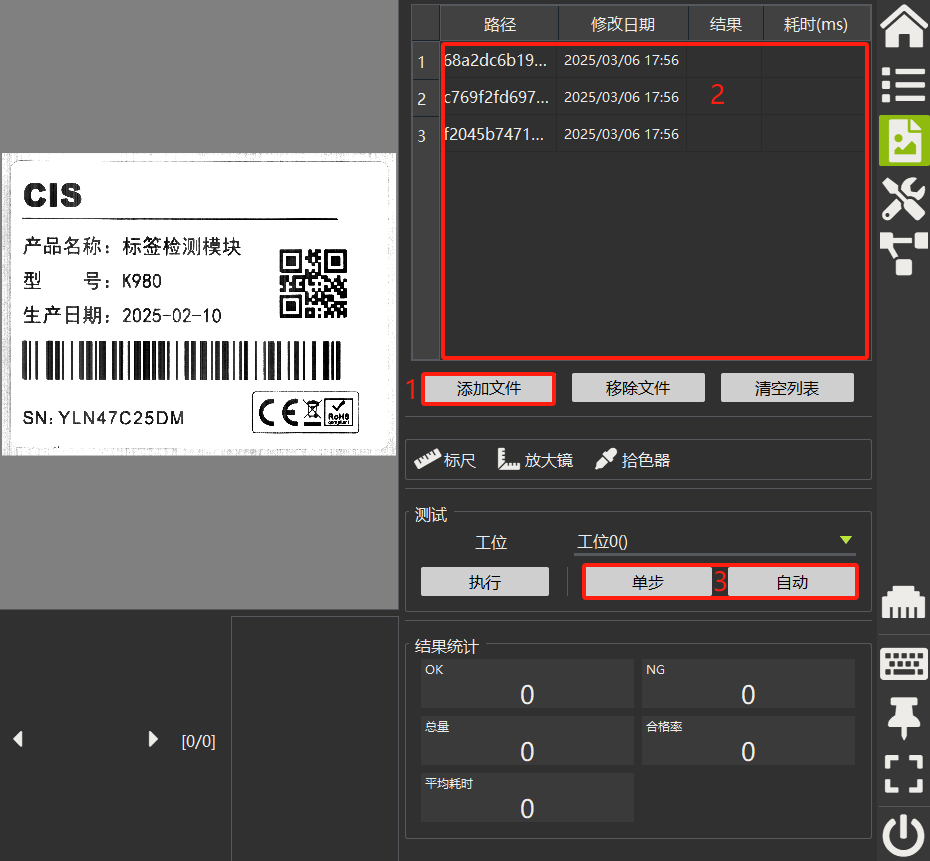 CIS
产品名称：标签检测模块
型 号：K980
生产日期：2025-02-10
SN:YLN47C25DM
CE
RoHS
路径 修改日期 结果 耗时(ms)
1 68a2dc6b19... 2025/03/06 17:56
2 c769f2fd697... 2025/03/06 17:56
2
3 f2045b7471... 2025/03/06 17:56
1 添加文件 移除文件 清空列表
标尺 放大镜 拾色器
测试
工位 工位0()
执行 单步 3 自动
结果统计
OK
0
NG
0
总量
0
合格率
0
平均耗时
0
[0/0]